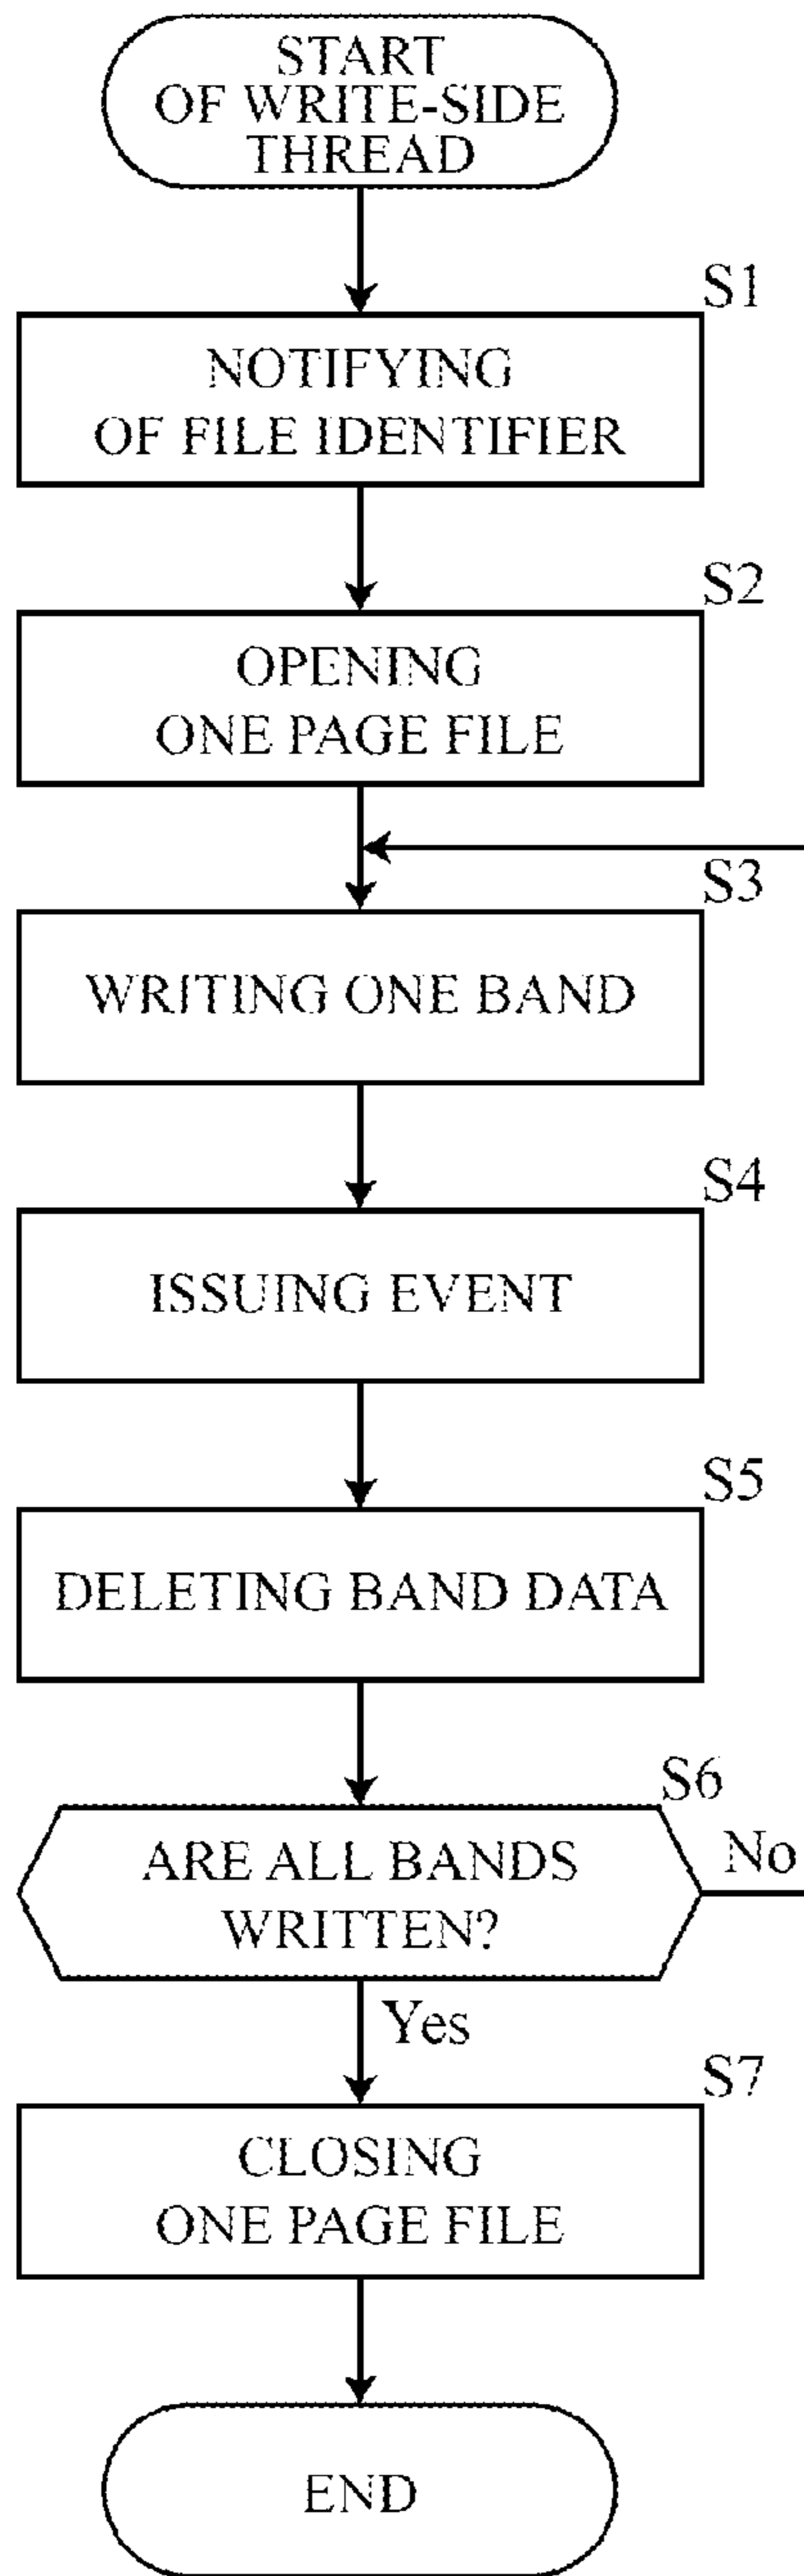 START
OF WRITE-SIDE
THREAD
S1
NOTIFYING
OF FILE IDENTIFIER
S2
OPENING
ONE PAGE FILE
S3
WRITING ONE BAND
S4
ISSUING EVENT
S5
DELETING BAND DATA
S6
ARE ALL BANDS
WRITTEN?
No
Yes
S7
CLOSING
ONE PAGE FILE
END